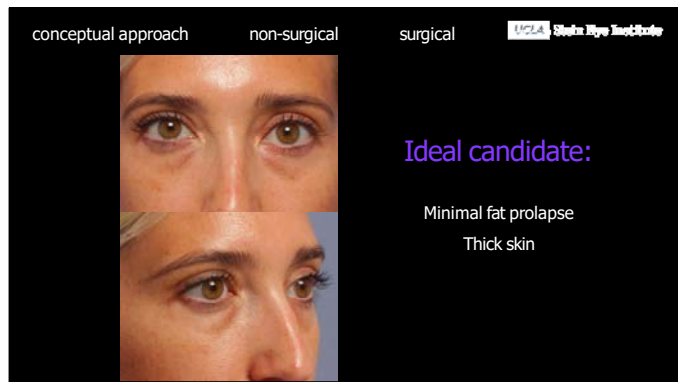 conceptual approach non-surgical surgical UCLA Stein Eye Institute
Ideal candidate:
Minimal fat prolapse
Thick skin